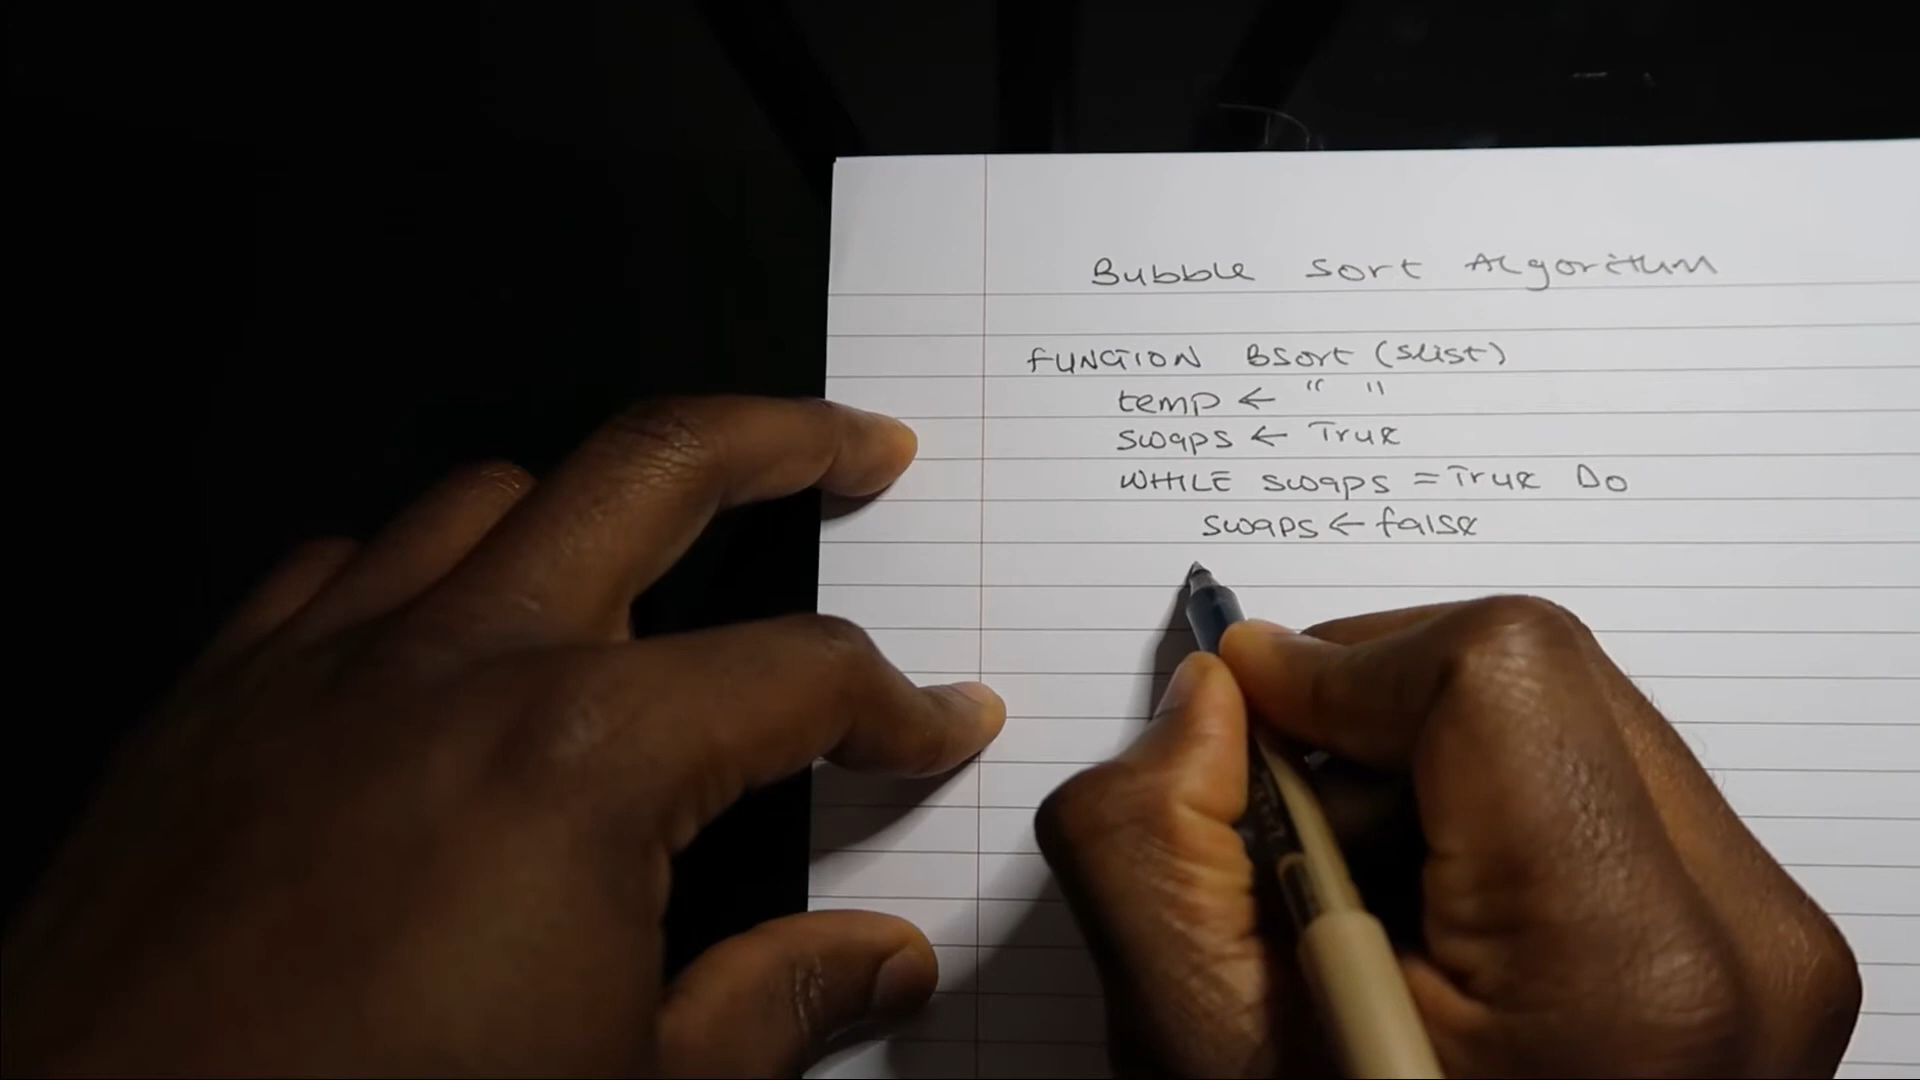 Bubble Sort Algorithm
FUNCTION BSort (slist)
temp ← " "
swaps ← True
WHILE swaps = True Do
swaps ← false